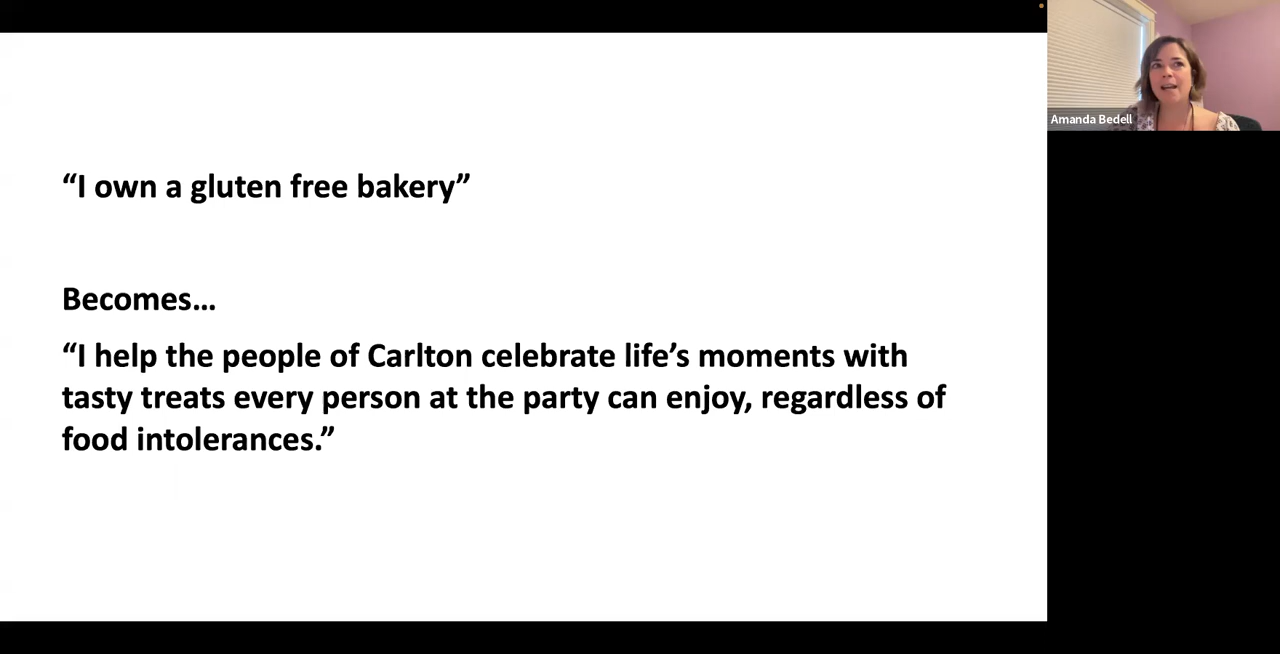 “I own a gluten free bakery”
Becomes…
“I help the people of Carlton celebrate life’s moments with
tasty treats every person at the party can enjoy, regardless of
food intolerances.”
Amanda Bedell